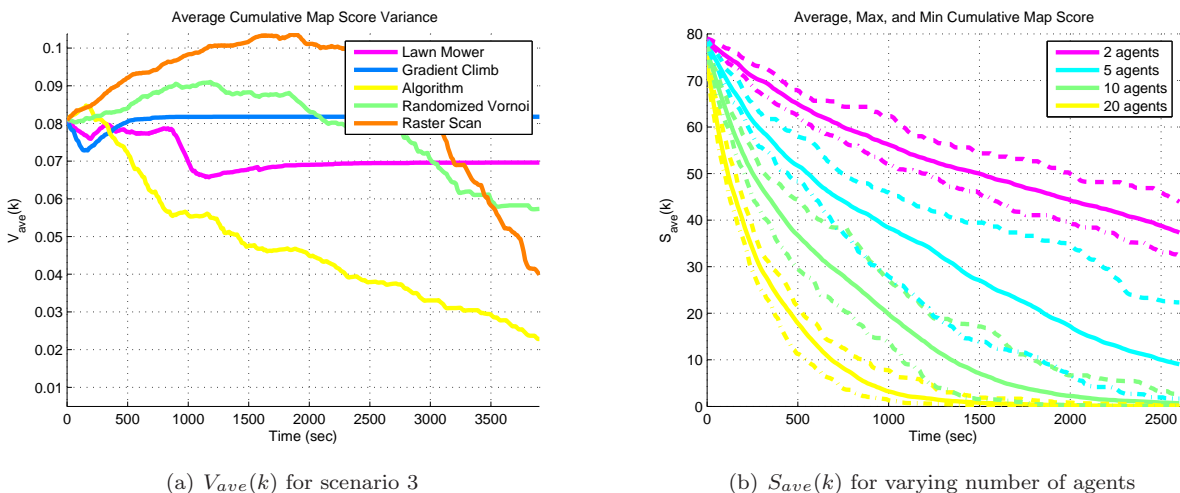 Average Cumulative Map Score Variance
V_ave(k)
0.1
0.09
0.08
0.07
0.06
0.05
0.04
0.03
0.02
0.01
Lawn Mower
Gradient Climb
Algorithm
Randomized Vornoi
Raster Scan
0 500 1000 1500 2000 2500 3000 3500
Time (sec)
(a) V_ave(k) for scenario 3
Average, Max, and Min Cumulative Map Score
S_ave(k)
80
70
60
50
40
30
20
10
0
2 agents
5 agents
10 agents
20 agents
0 500 1000 1500 2000 2500
Time (sec)
(b) S_ave(k) for varying number of agents